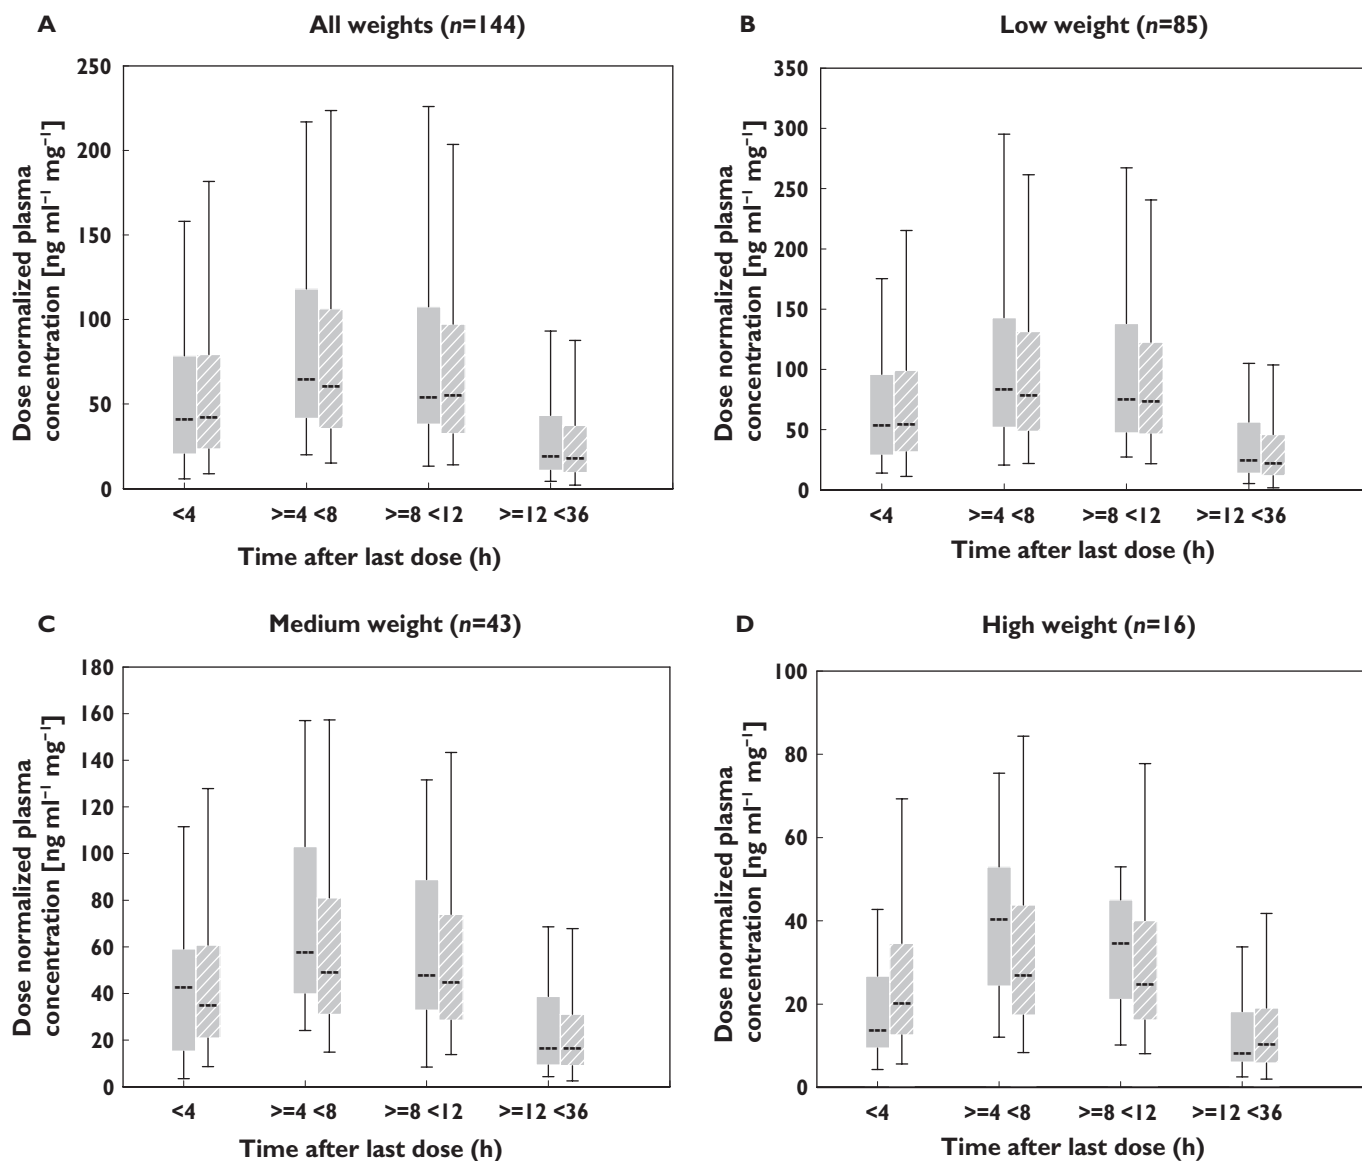 A
All weights (n=144)
250
200
150
100
50
0
Dose normalized plasma
concentration [ng ml⁻¹ mg⁻¹]
<4
>=4 <8
>=8 <12
>=12 <36
Time after last dose (h)
B
Low weight (n=85)
350
300
250
200
150
100
50
0
Dose normalized plasma
concentration [ng ml⁻¹ mg⁻¹]
<4
>=4 <8
>=8 <12
>=12 <36
Time after last dose (h)
C
Medium weight (n=43)
180
160
140
120
100
80
60
40
20
0
Dose normalized plasma
concentration [ng ml⁻¹ mg⁻¹]
<4
>=4 <8
>=8 <12
>=12 <36
Time after last dose (h)
D
High weight (n=16)
100
80
60
40
20
0
Dose normalized plasma
concentration [ng ml⁻¹ mg⁻¹]
<4
>=4 <8
>=8 <12
>=12 <36
Time after last dose (h)